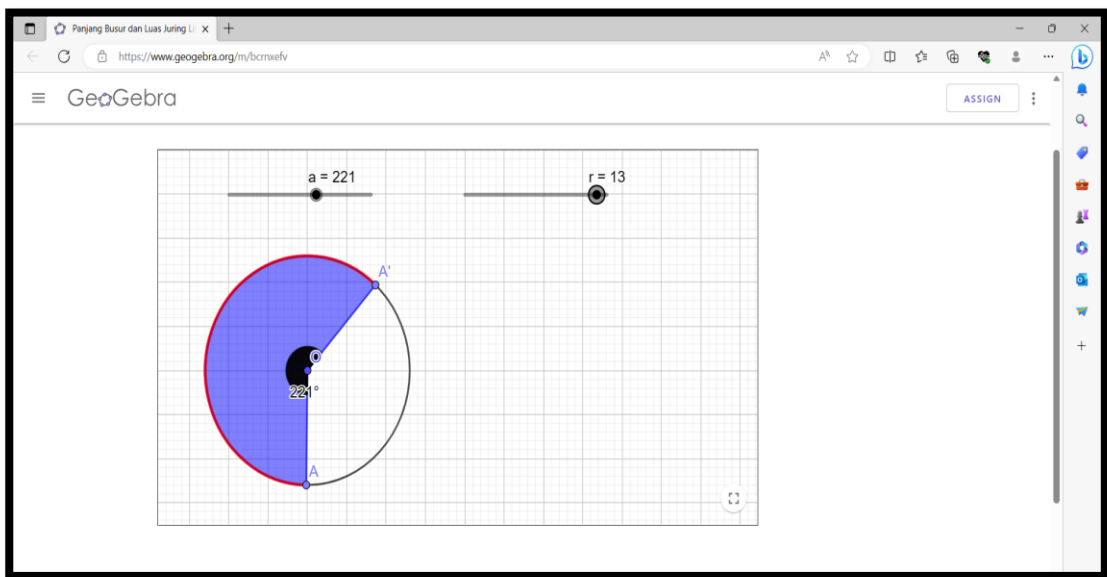 Panjang Busur dan Luas Juring Li
https://www.geogebra.org/m/bcrnxefv
GeoGebra
ASSIGN
a = 221
r = 13
A'
O
221°
A